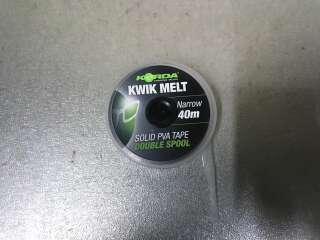 KORDA
KWIK MELT
Narrow
40m
SOLID PVA TAPE
DOUBLE SPOOL